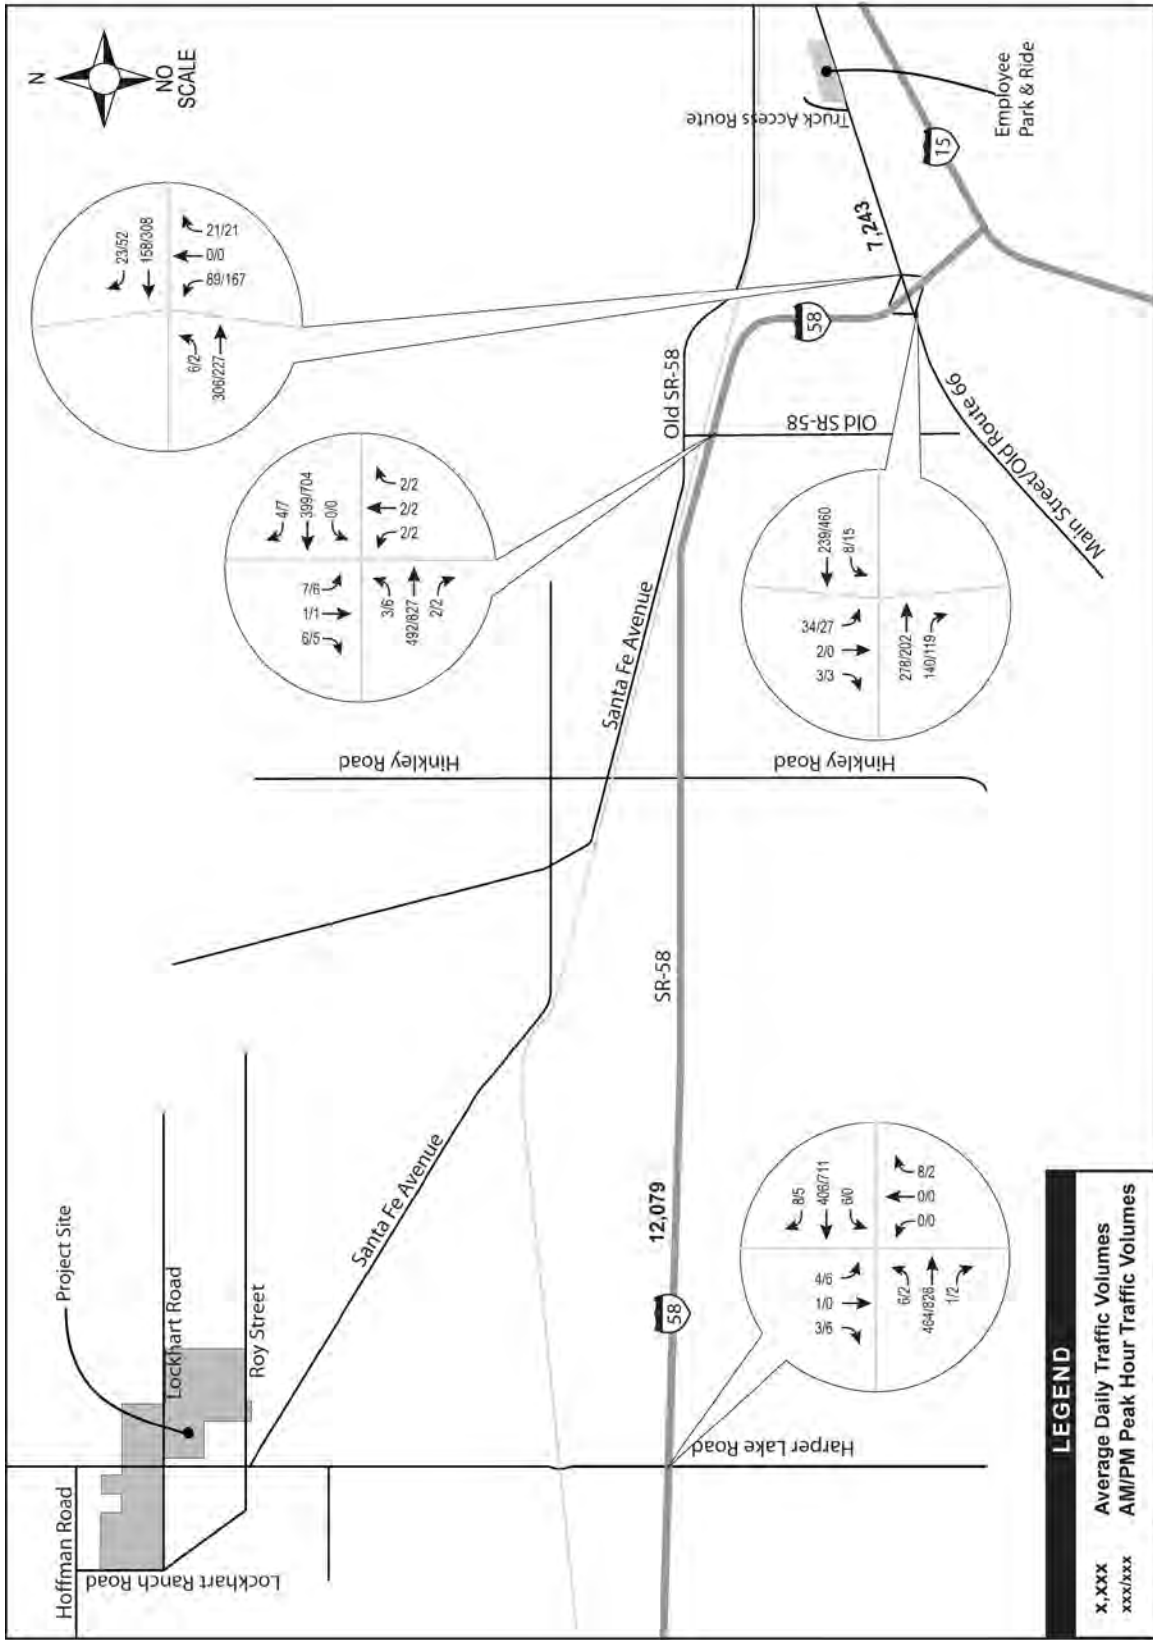 N
NO
SCALE
23/52
158/308
21/21
0/0
89/167
6/2
306/227
Employee
Park & Ride
Truck Access Route
15
7,243
58
Old SR-58
Old SR-58
Main Street/Old Route 66
4/7
399/704
0/0
2/2
2/2
2/2
7/6
1/1
6/5
3/6
492/827
2/2
239/460
8/15
34/27
2/0
3/3
278/202
140/119
Santa Fe Avenue
Hinkley Road
Hinkley Road
SR-58
12,079
58
Santa Fe Avenue
Project Site
Lockhart Road
Roy Street
Hoffman Road
Lockhart Ranch Road
Harper Lake Road
8/5
406/711
6/0
8/2
0/0
0/0
4/6
1/0
3/6
6/2
464/826
1/2
LEGEND
X,XXX Average Daily Traffic Volumes
xxx/xxx AM/PM Peak Hour Traffic Volumes